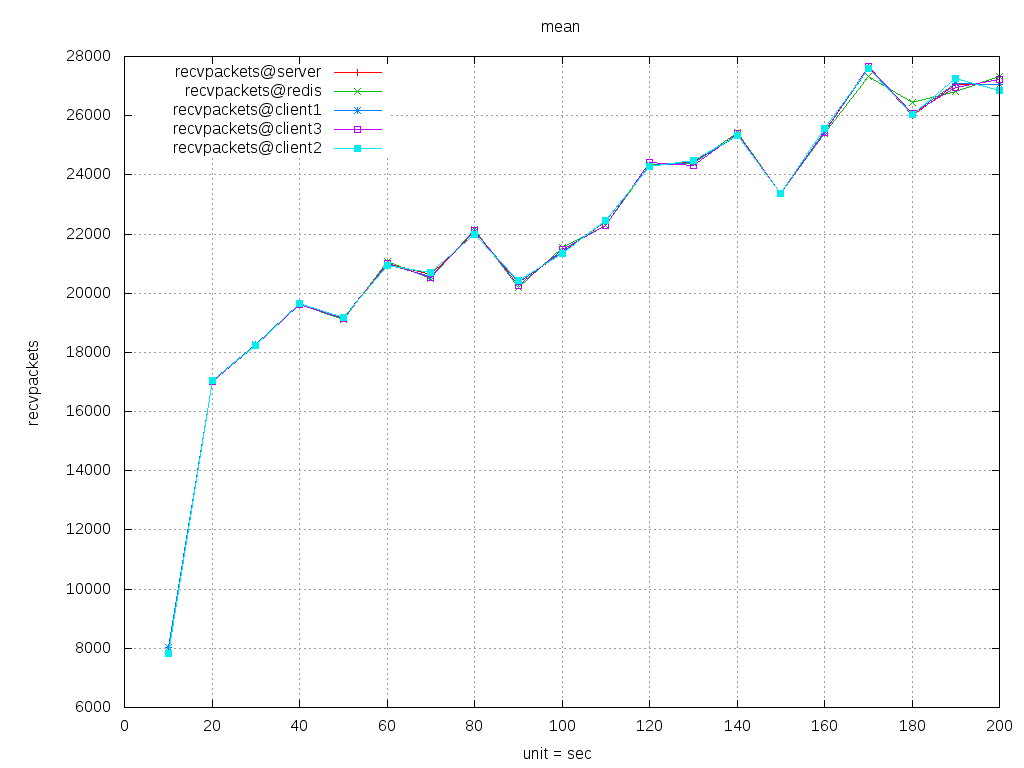 mean
28000
26000
24000
22000
20000
18000
16000
14000
12000
10000
8000
6000
recvpackets
recvpackets@server
recvpackets@redis
recvpackets@client1
recvpackets@client3
recvpackets@client2
0 20 40 60 80 100 120 140 160 180 200
unit = sec